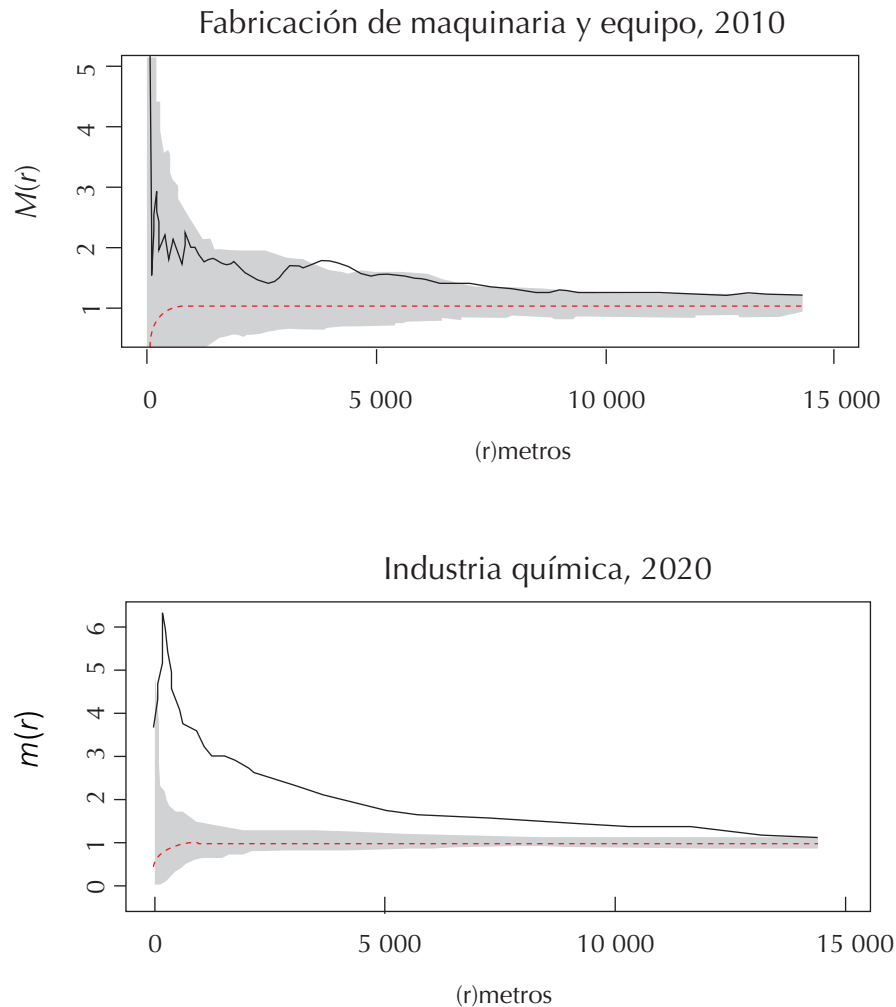 Fabricación de maquinaria y equipo, 2010
5
4
3
2
1
M(r)
0 5 000 10 000 15 000
(r)metros
Industria química, 2020
6
5
4
3
2
1
0
m(r)
0 5 000 10 000 15 000
(r)metros